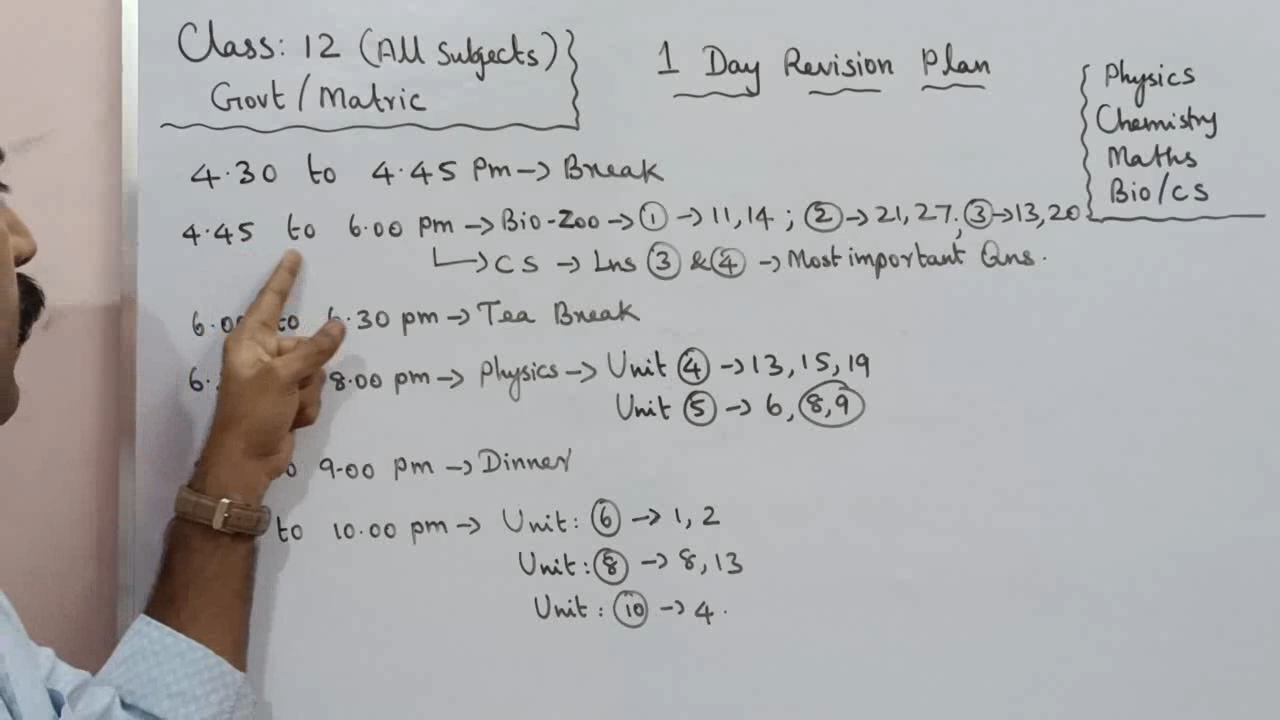 Class: 12 (All Subjects)
Govt / Matric
1 Day Revision Plan
Physics
Chemistry
Maths
Bio/CS
4.30 to 4.45 Pm → Break
4.45 to 6.00 pm → Bio-Zoo → ① → 11, 14 ; ② → 21, 27 ; ③ → 13, 20
↳ CS → Lns ③ & ④ → Most important Qns.
6.00 to 6.30 pm → Tea Break
8.00 pm → Physics → Unit ④ → 13, 15, 19
Unit ⑤ → 6, 8, 9
9.00 pm → Dinner
to 10.00 pm → Unit: ⑥ → 1, 2
Unit: ⑧ → 8, 13
Unit: ⑩ → 4.